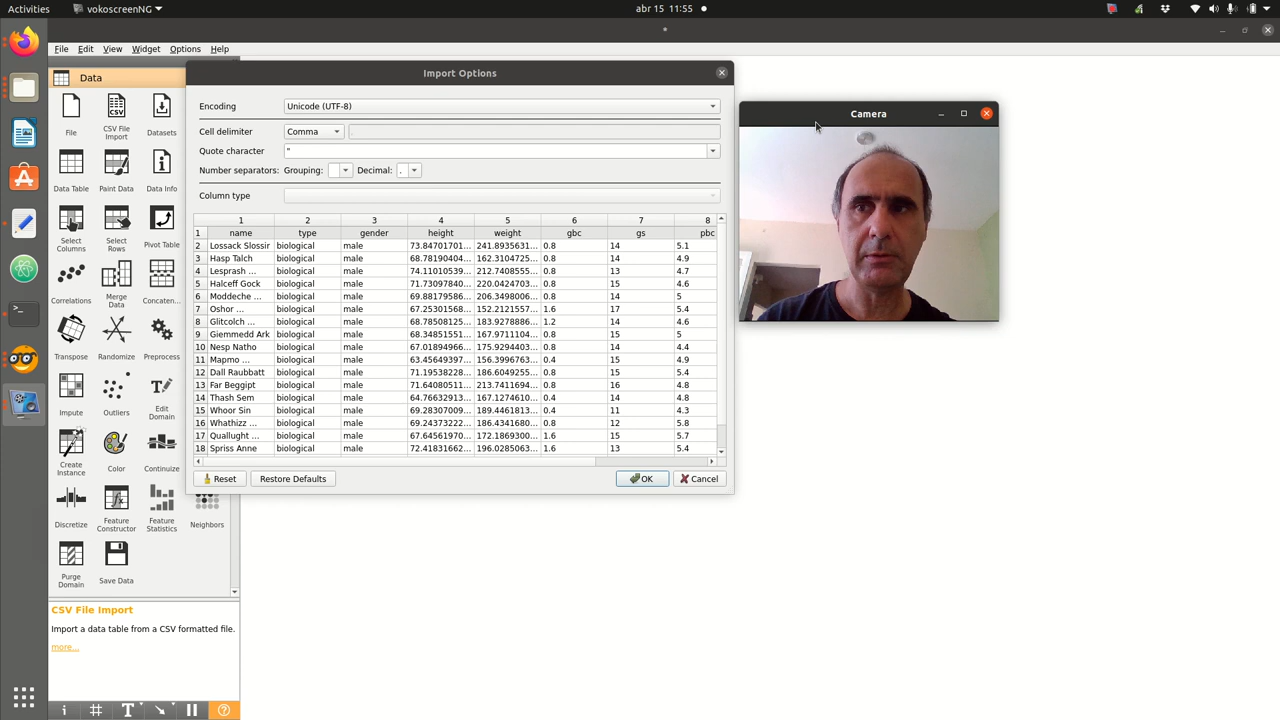 Activities vokoscreenNG abr 15 11:55
File Edit View Widget Options Help
Data
File CSV File Import Datasets
Data Table Paint Data Data Info
Select Columns Select Rows Pivot Table
Correlations Merge Data Concaten...
Transpose Randomize Preprocess
Impute Outliers Edit Domain
Create Instance Color Continuize
Discretize Feature Constructor Feature Statistics Neighbors
Purge Domain Save Data
CSV File Import
Import a data table from a CSV formatted file.
more...
Import Options
Encoding Unicode (UTF-8)
Cell delimiter Comma ,
Quote character "
Number separators: Grouping: Decimal: .
Column type
1 2 3 4 5 6 7 8
1 name type gender height weight gbc gs pbc
2 Lossack Slossir biological male 73.84701701... 241.8935631... 0.8 14 5.1
3 Hasp Talch biological male 68.78190404... 162.3104725... 0.8 14 4.9
4 Lesprash ... biological male 74.11010539... 212.7408555... 0.8 13 4.7
5 Halceff Gock biological male 71.73097840... 220.0424703... 0.8 15 4.6
6 Moddeche ... biological male 69.88179586... 206.3498006... 0.8 14 5
7 Oshor ... biological male 67.25301568... 152.2121557... 1.6 17 5.4
8 Glitcolch ... biological male 68.78508125... 183.9278886... 1.2 14 4.6
9 Giemmedd Ark biological male 68.34851551... 167.9711104... 0.8 15 5
10 Nesp Natho biological male 67.01894966... 175.9294403... 0.8 14 4.4
11 Mapmo ... biological male 63.45649397... 156.3996763... 0.4 15 4.9
12 Dall Raubbatt biological male 71.19538228... 186.6049255... 0.8 15 5.4
13 Far Beggipt biological male 71.64080511... 213.7411694... 0.8 16 4.8
14 Thash Sem biological male 64.76632913... 167.1274610... 0.4 14 4.8
15 Whoor Sin biological male 69.28307009... 189.4461813... 0.4 11 4.3
16 Whathizz ... biological male 69.24373222... 186.4341680... 0.8 12 5.8
17 Quallught ... biological male 67.64561970... 172.1869300... 1.6 15 5.7
18 Spriss Anne biological male 72.41831662... 196.0285063... 1.6 13 5.4
Reset Restore Defaults OK Cancel
Camera